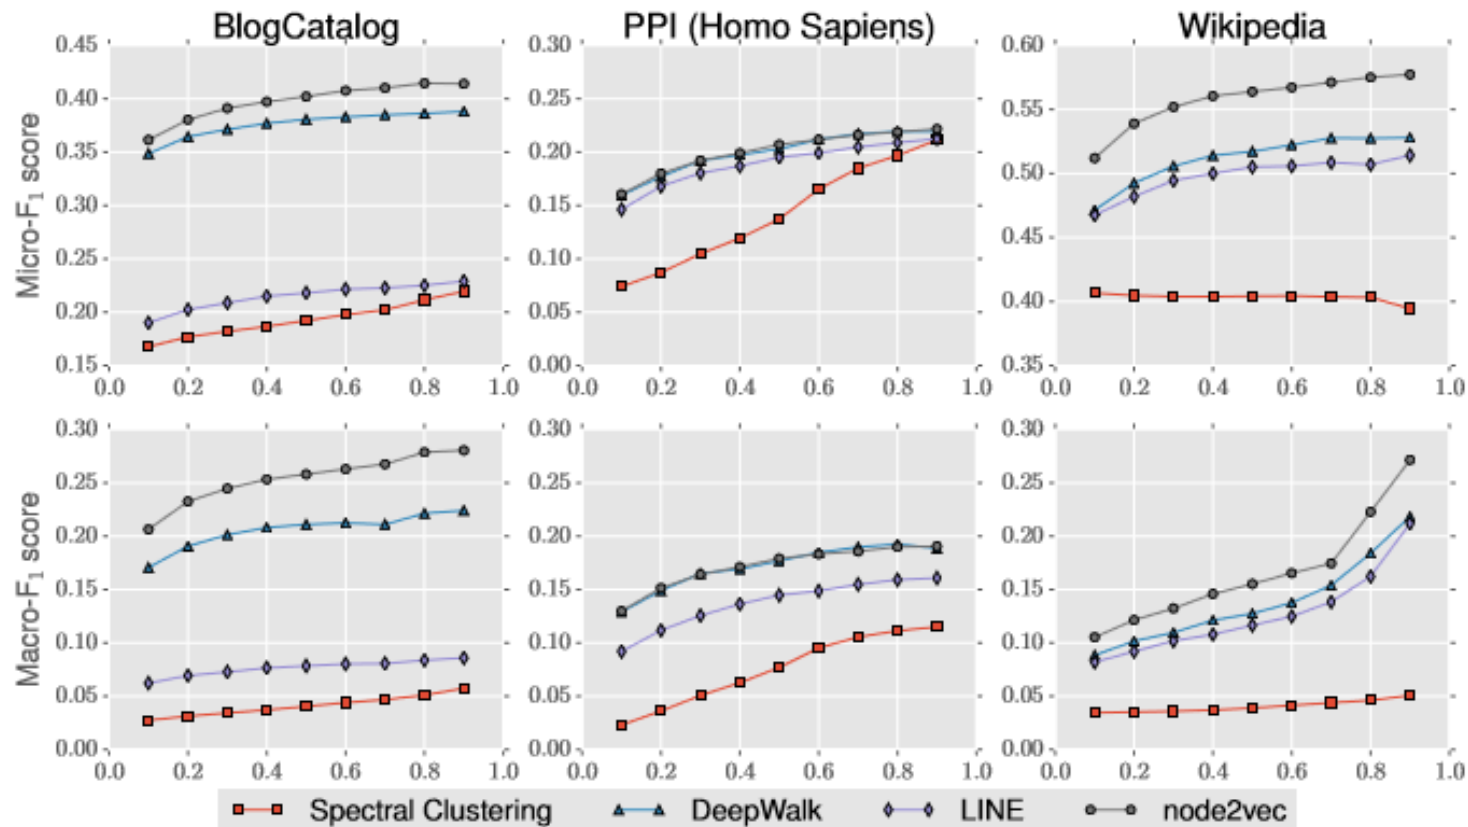 BlogCatalog PPI (Homo Sapiens) Wikipedia
0.45 0.30 0.60
0.40 0.25 0.55
0.35 0.20 0.50
0.30 0.15 0.45
0.25 0.10 0.40
0.20 0.05 0.35
0.15 0.00
Micro-F₁ score
0.0 0.2 0.4 0.6 0.8 1.0 0.0 0.2 0.4 0.6 0.8 1.0 0.0 0.2 0.4 0.6 0.8 1.0
0.30 0.30 0.30
0.25 0.25 0.25
0.20 0.20 0.20
0.15 0.15 0.15
0.10 0.10 0.10
0.05 0.05 0.05
0.00 0.00 0.00
Macro-F₁ score
0.0 0.2 0.4 0.6 0.8 1.0 0.0 0.2 0.4 0.6 0.8 1.0 0.0 0.2 0.4 0.6 0.8 1.0
Spectral Clustering DeepWalk LINE node2vec